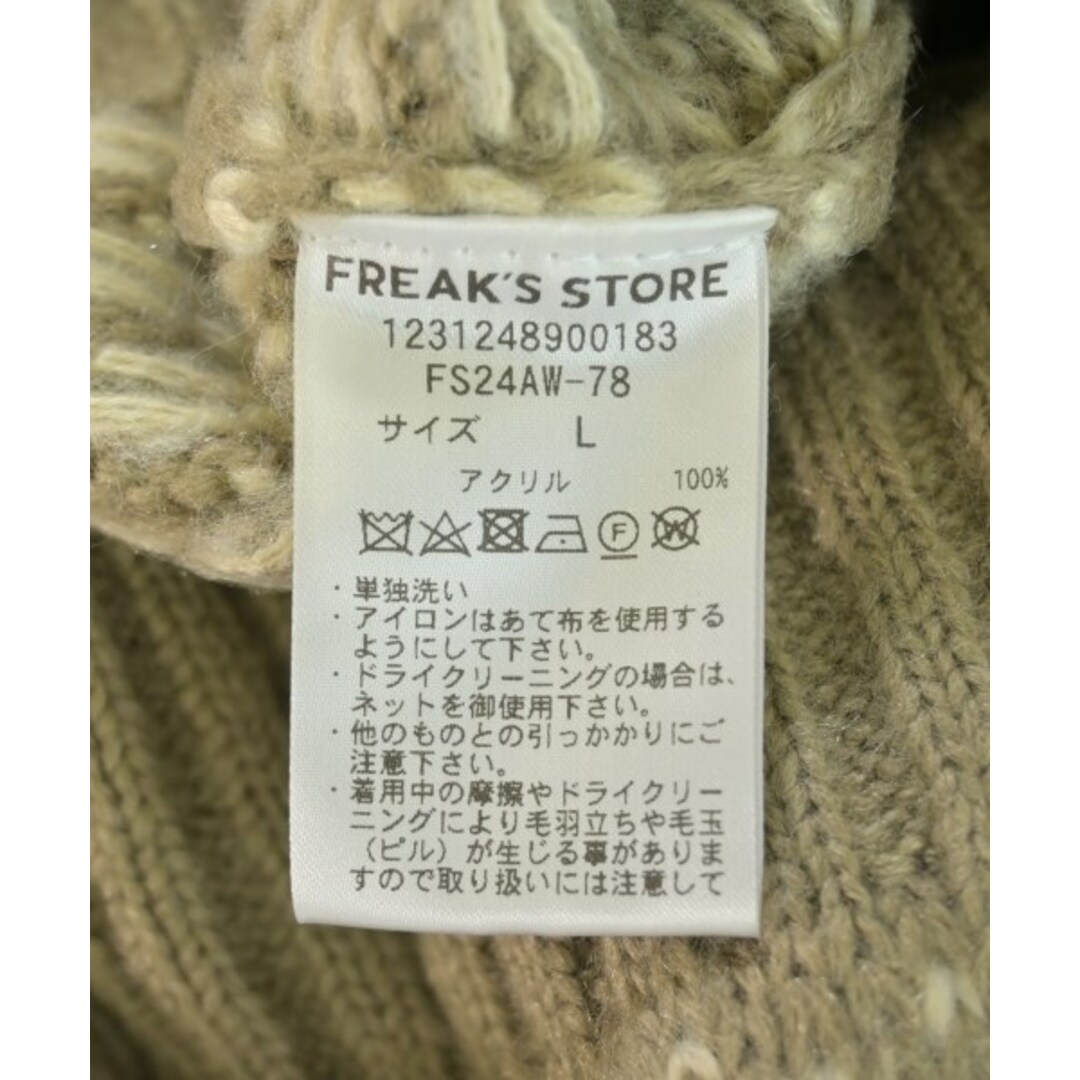 FREAK'S STORE
1231248900183
FS24AW-78
サイズ L
アクリル 100%
F W
・単独洗い
・アイロンはあて布を使用する
ようにして下さい。
・ドライクリーニングの場合は、
ネットを御使用下さい。
・他のものとの引っかかりにご
注意下さい。
・着用中の摩擦やドライクリー
ニングにより毛羽立ちや毛玉
（ピル）が生じる事がありま
すので取り扱いには注意して